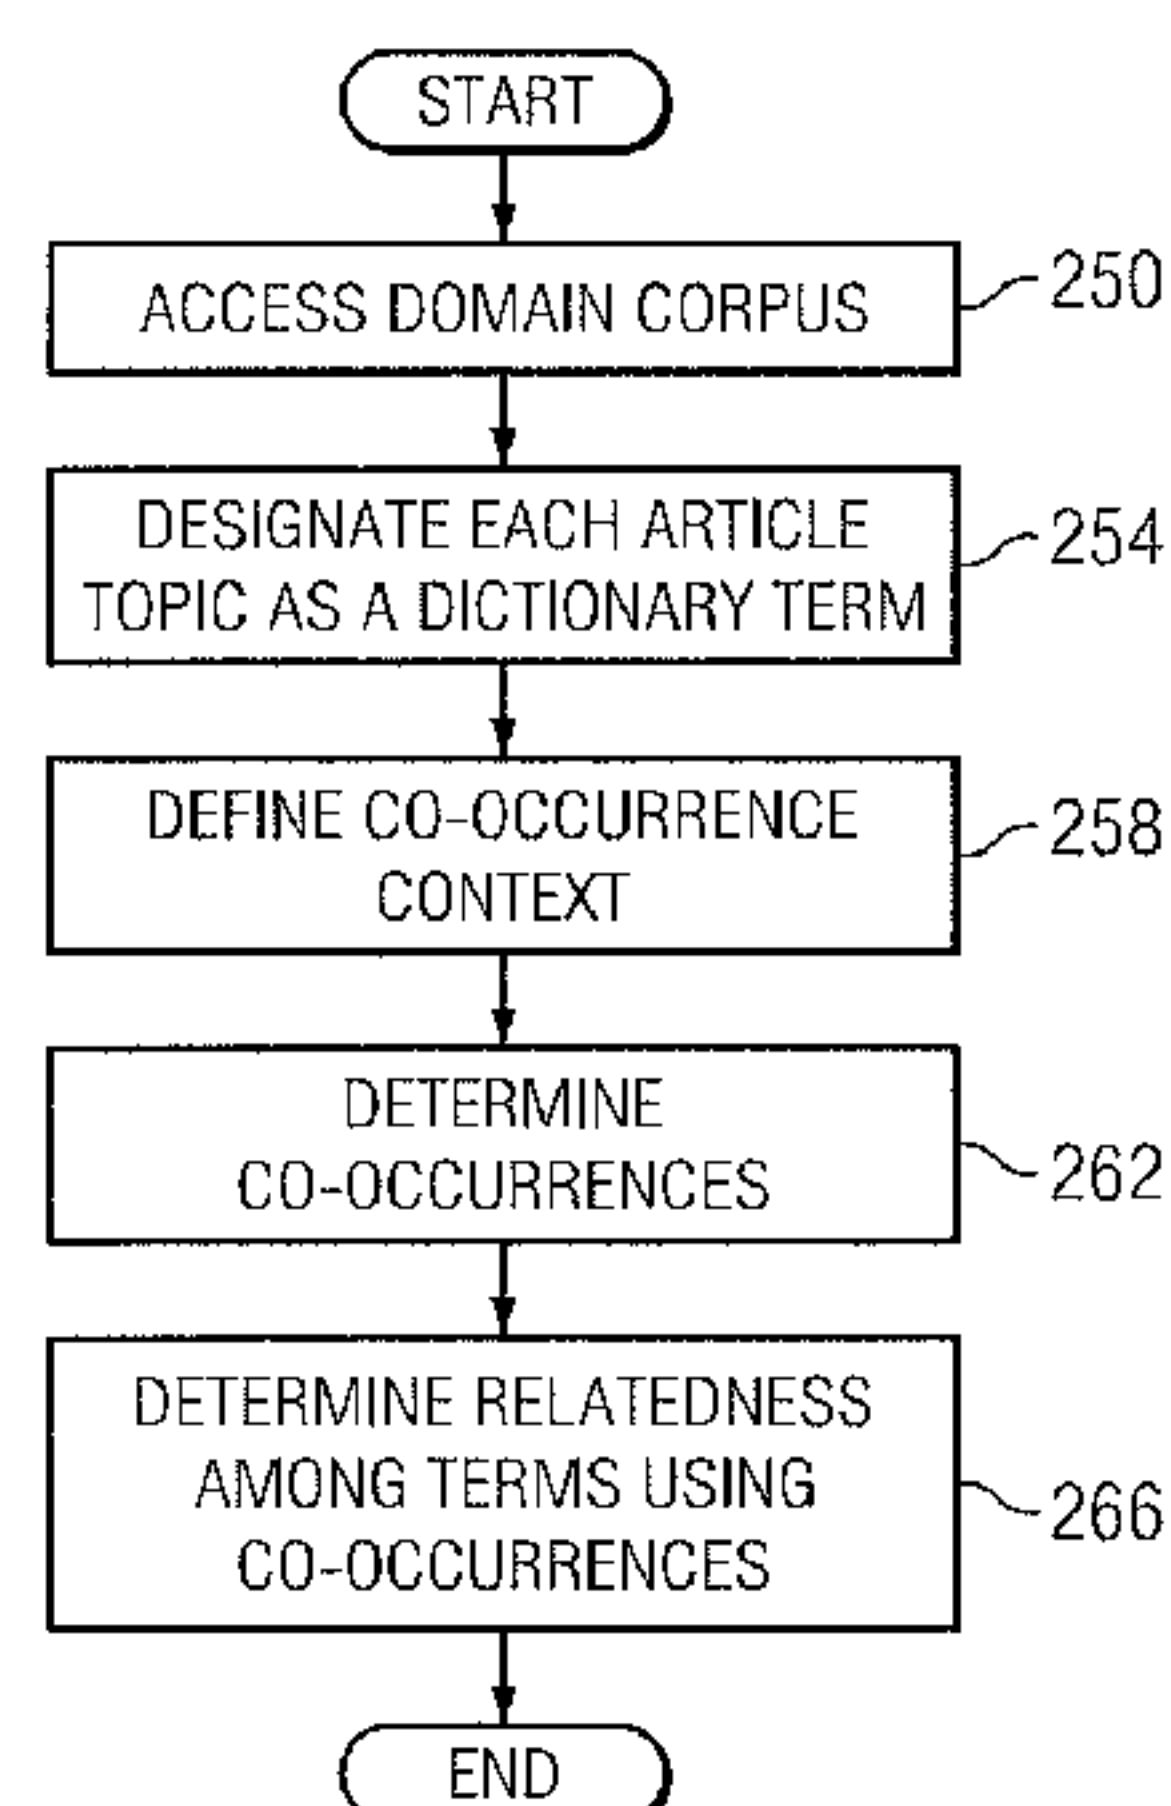 START
ACCESS DOMAIN CORPUS
250
DESIGNATE EACH ARTICLE
TOPIC AS A DICTIONARY TERM
254
DEFINE CO-OCCURRENCE
CONTEXT
258
DETERMINE
CO-OCCURRENCES
262
DETERMINE RELATEDNESS
AMONG TERMS USING
CO-OCCURRENCES
266
END